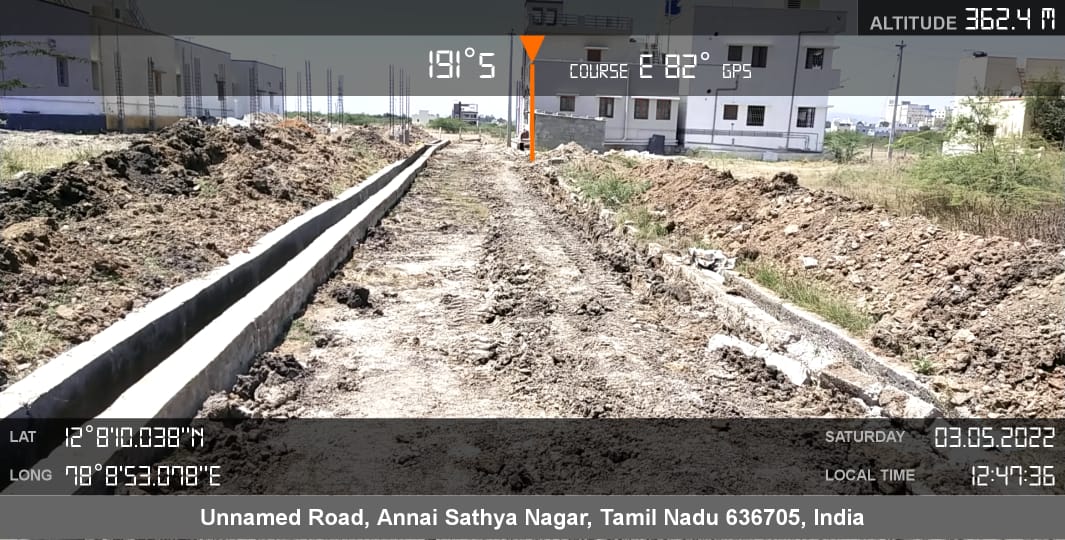 ALTITUDE 362.4 M
191°S
COURSE E 82° GPS
LAT 12°8'10.038"N
SATURDAY 03.05.2022
LONG 78°8'53.078"E
LOCAL TIME 12:47:36
Unnamed Road, Annai Sathya Nagar, Tamil Nadu 636705, India